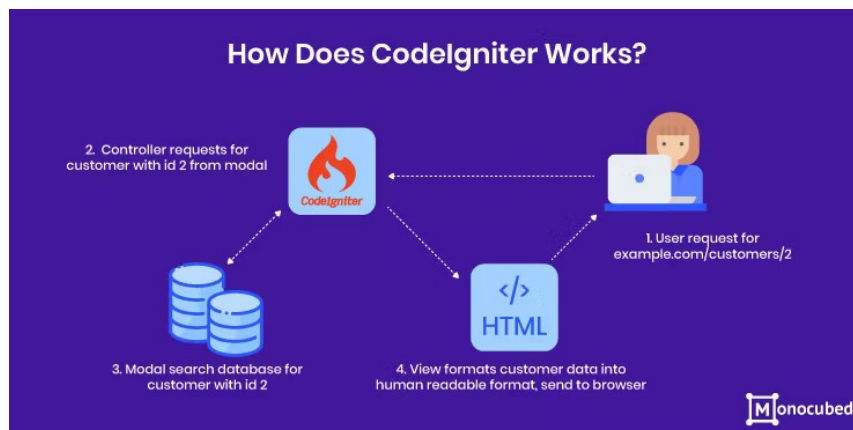 How Does CodeIgniter Works?
2. Controller requests for
customer with id 2 from modal
CodeIgniter
1. User request for
example.com/customers/2
</>
HTML
3. Modal search database for
customer with id 2
4. View formats customer data into
human readable format, send to browser
Monocubed